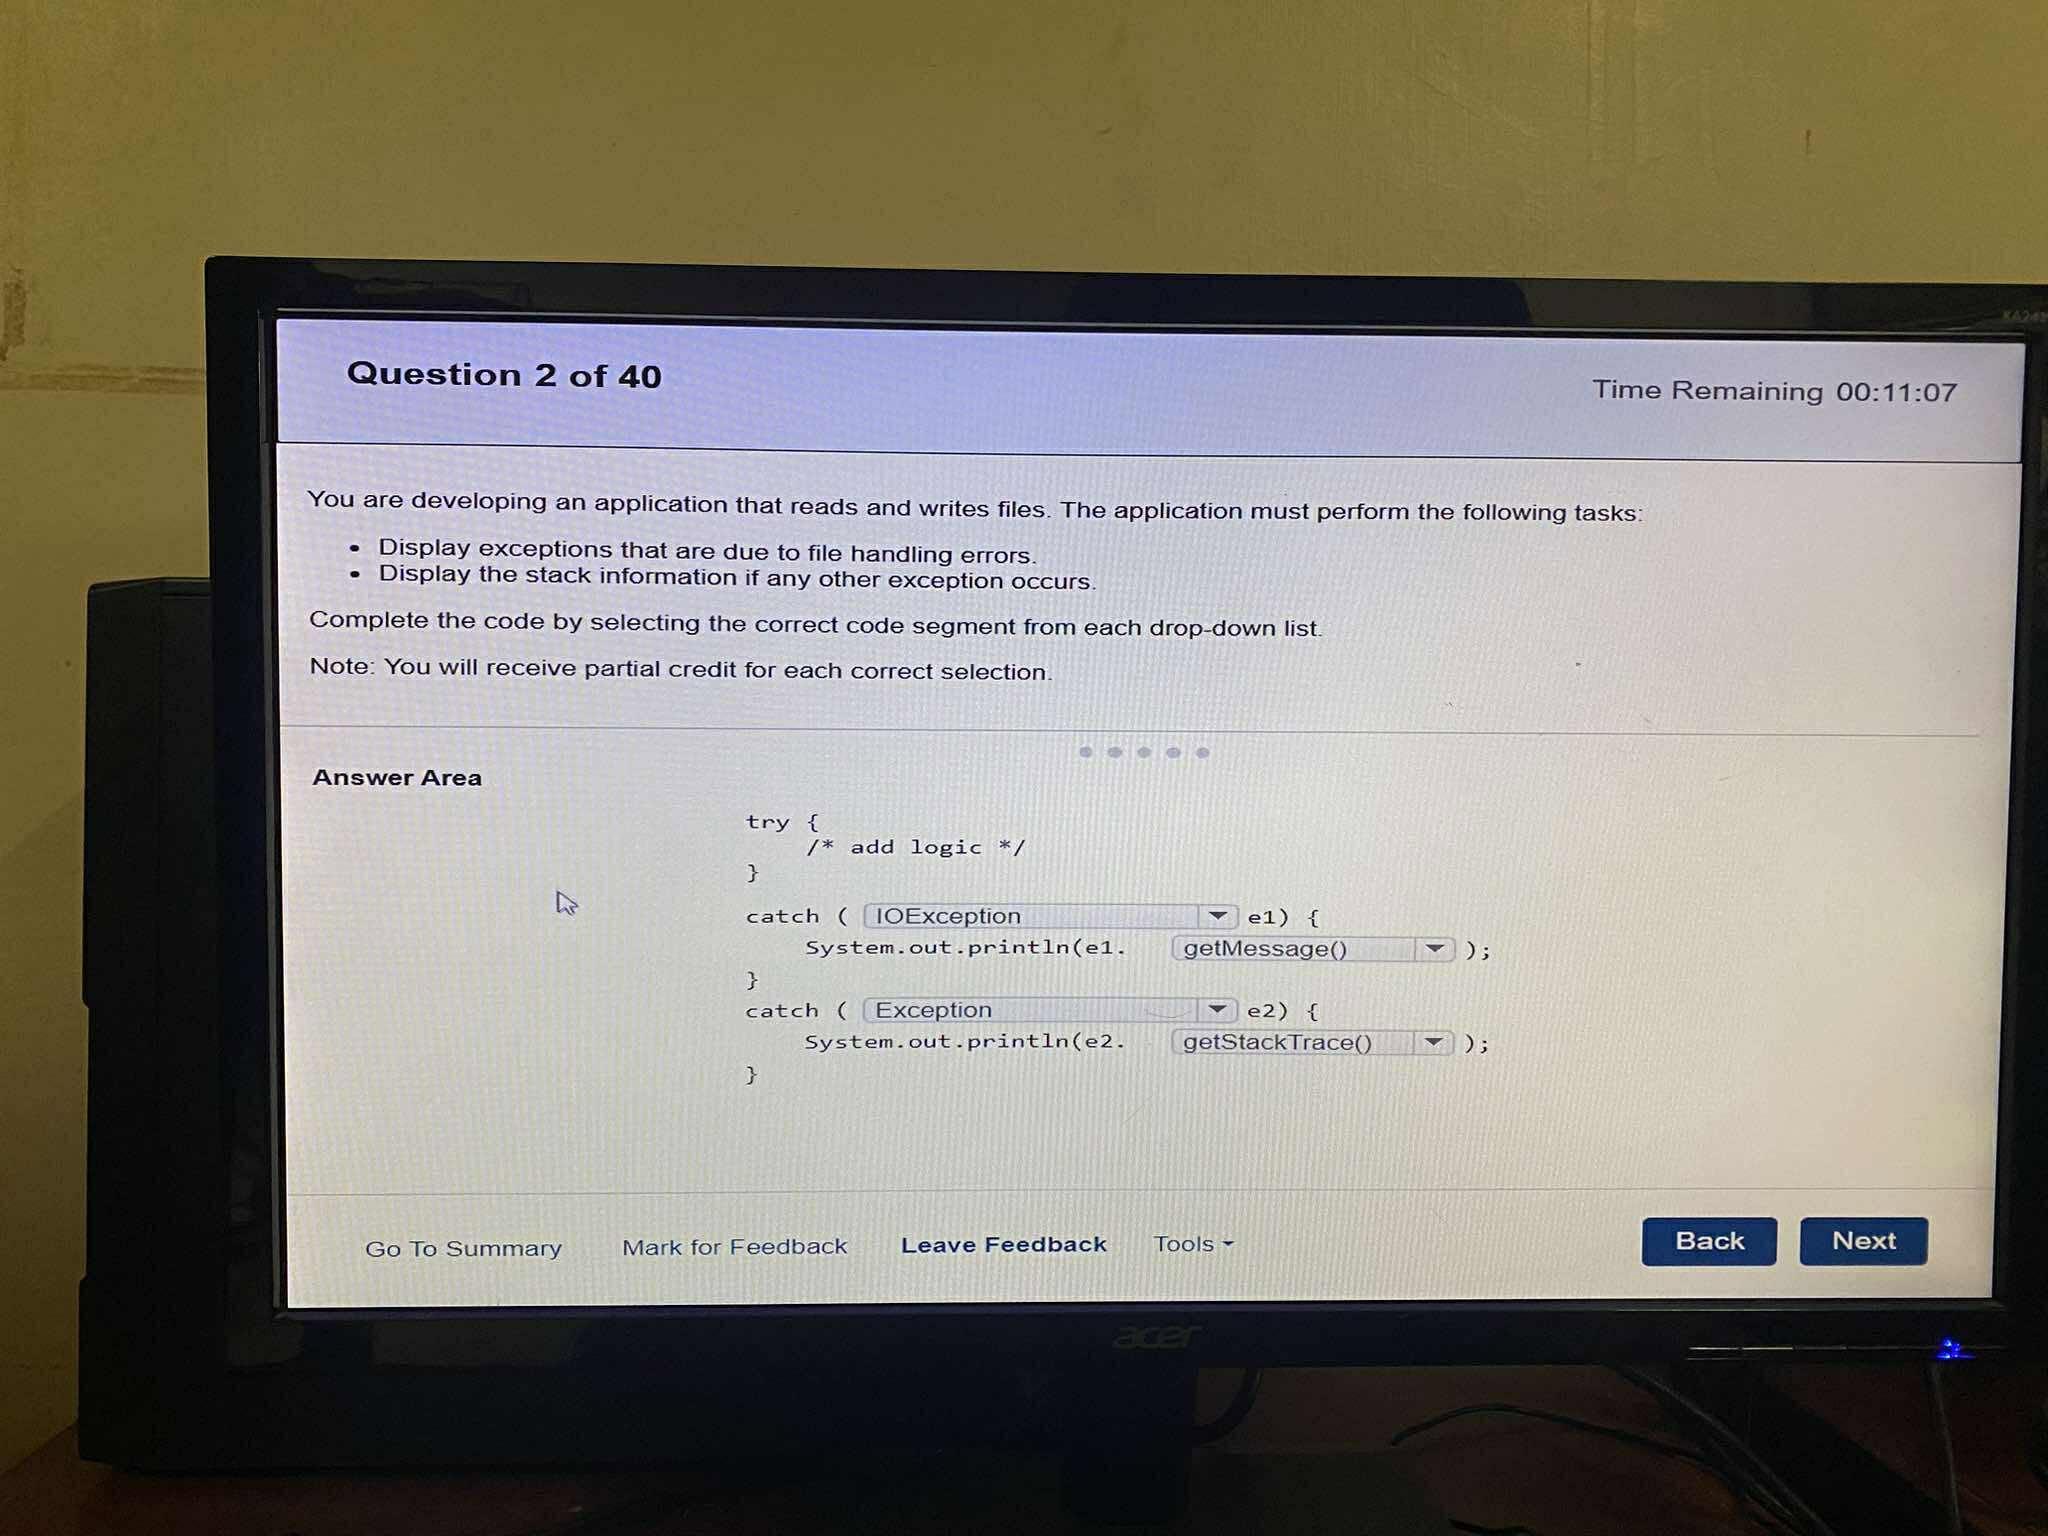 KA24
Question 2 of 40
Time Remaining 00:11:07
You are developing an application that reads and writes files. The application must perform the following tasks:
• Display exceptions that are due to file handling errors.
• Display the stack information if any other exception occurs.
Complete the code by selecting the correct code segment from each drop-down list.
Note: You will receive partial credit for each correct selection.
Answer Area
try {
/* add logic */
}
catch ( IOException e1) {
System.out.println(e1. getMessage() );
}
catch ( Exception e2) {
System.out.println(e2. getStackTrace() );
}
Go To Summary Mark for Feedback Leave Feedback Tools Back Next
acer